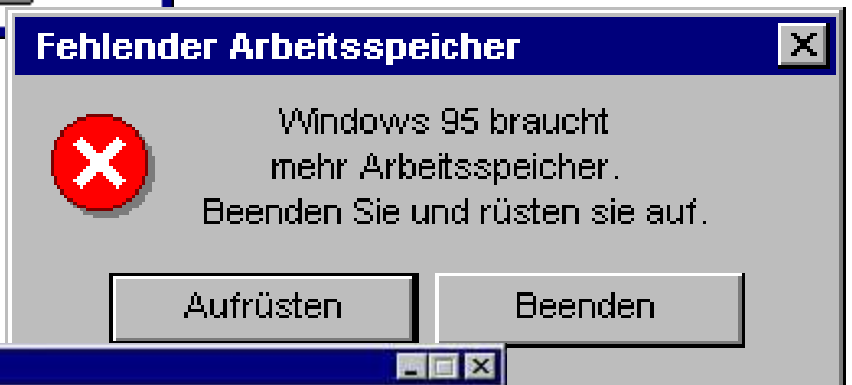 Fehlender Arbeitsspeicher
Windows 95 braucht
mehr Arbeitsspeicher.
Beenden Sie und rüsten sie auf.
Aufrüsten
Beenden